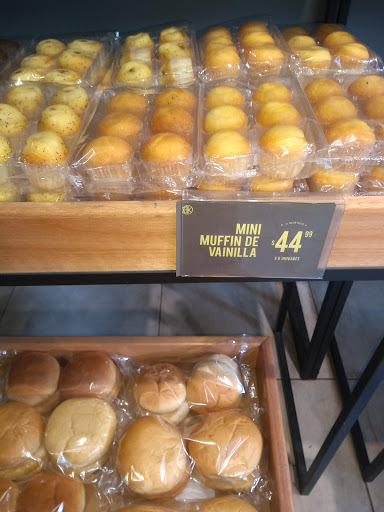 MINI
MUFFIN DE
VAINILLA
$44.99